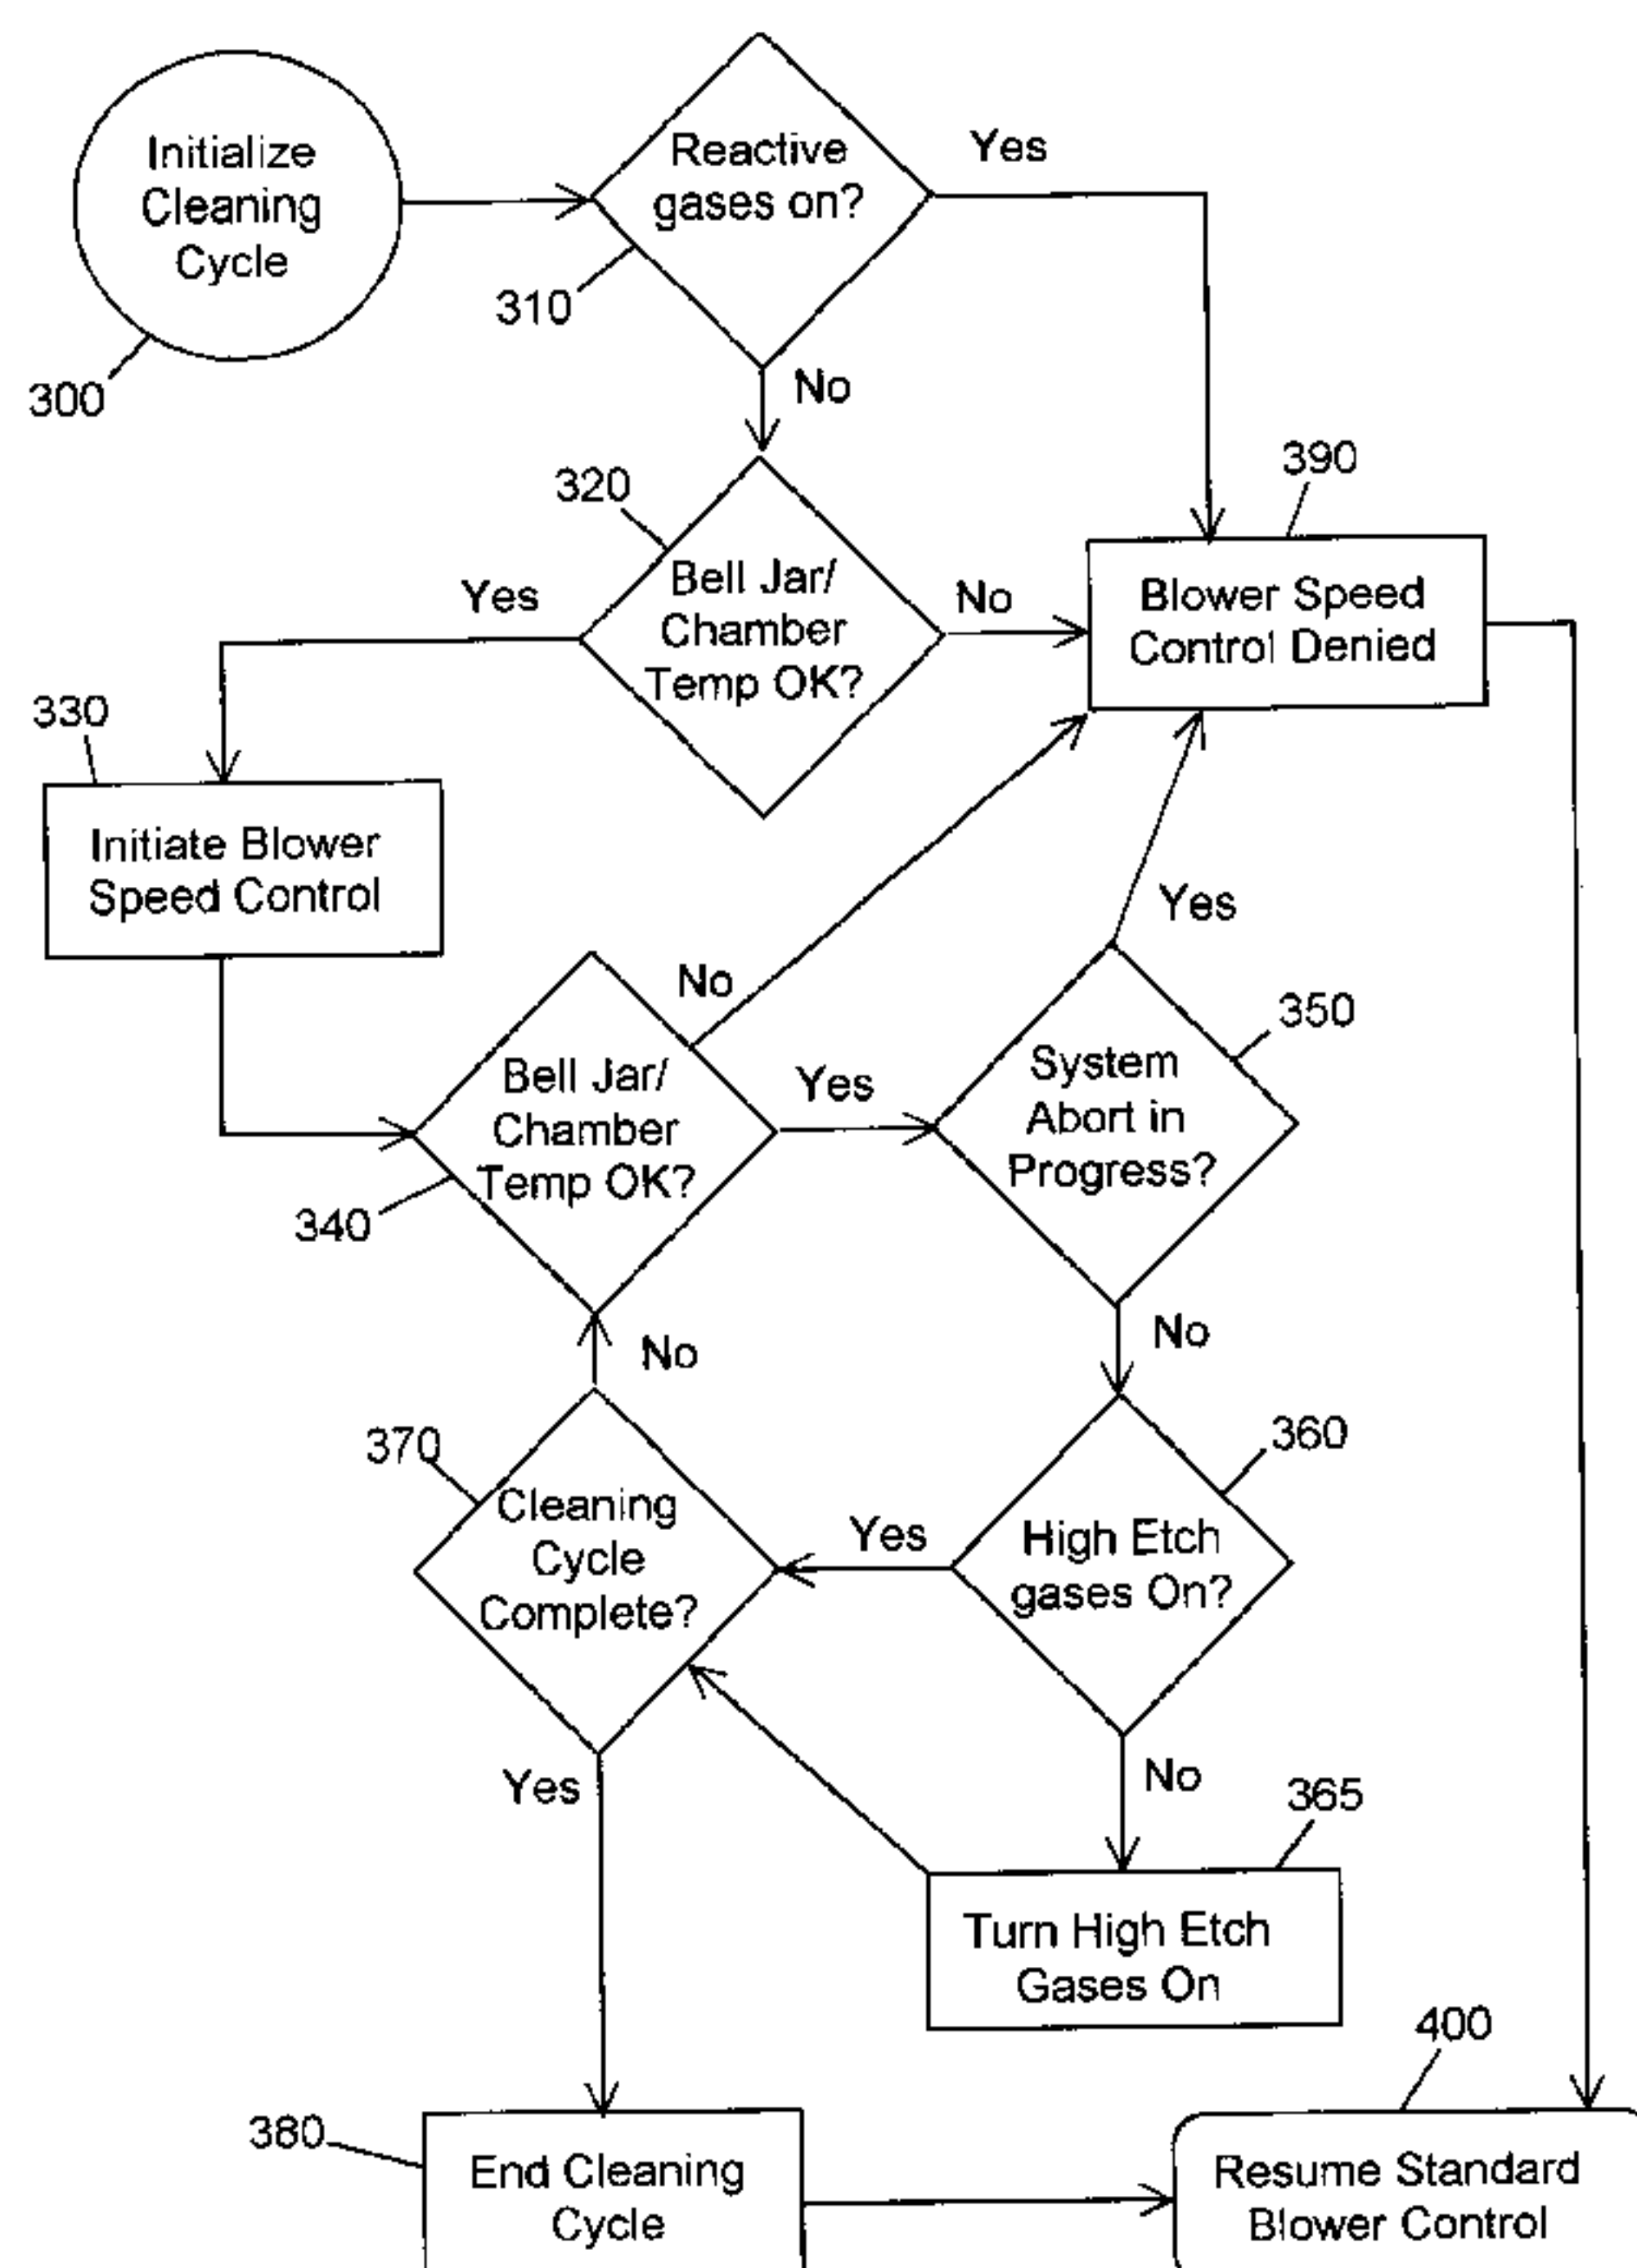 Initialize
Cleaning
Cycle
300
Reactive
gases on?
310
Yes
No
320
Bell Jar/
Chamber
Temp OK?
Yes
No
390
Blower Speed
Control Denied
330
Initiate Blower
Speed Control
Bell Jar/
Chamber
Temp OK?
340
No
Yes
System
Abort in
Progress?
350
Yes
No
360
High Etch
gases On?
Yes
No
370
Cleaning
Cycle
Complete?
No
Yes
365
Turn High Etch
Gases On
380
End Cleaning
Cycle
400
Resume Standard
Blower Control